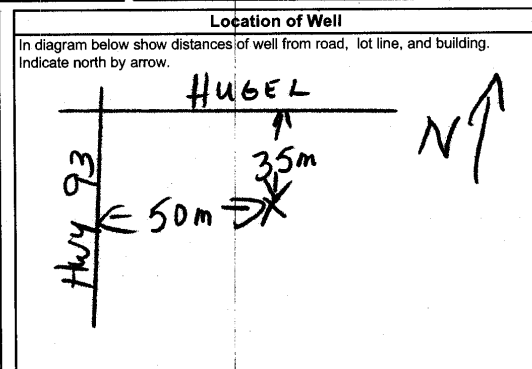 Location of Well
In diagram below show distances of well from road, lot line, and building.
Indicate north by arrow.
HUGEL
N
35m
Hwy 93
50m
X